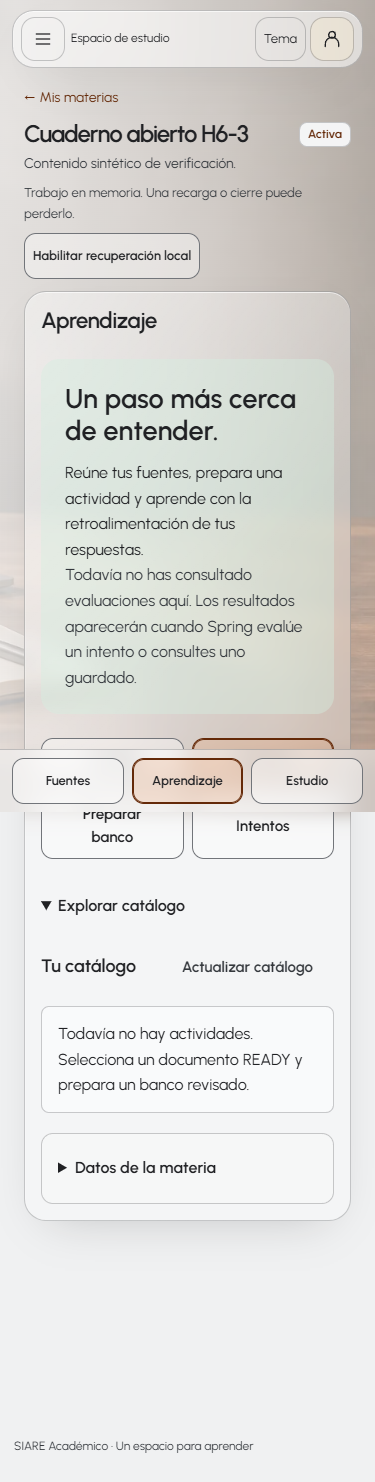 Espacio de estudio
Tema
← Mis materias
Cuaderno abierto H6-3
Activa
Contenido sintético de verificación.
Trabajo en memoria. Una recarga o cierre puede
perderlo.
Habilitar recuperación local
Aprendizaje
Un paso más cerca
de entender.
Reúne tus fuentes, prepara una
actividad y aprende con la
retroalimentación de tus
respuestas.
Todavía no has consultado
evaluaciones aquí. Los resultados
aparecerán cuando Spring evalúe
un intento o consultes uno
guardado.
Fuentes
Aprendizaje
Estudio
Preparar
banco
Intentos
▼ Explorar catálogo
Tu catálogo
Actualizar catálogo
Todavía no hay actividades.
Selecciona un documento READY y
prepara un banco revisado.
▶ Datos de la materia
SIARE Académico · Un espacio para aprender